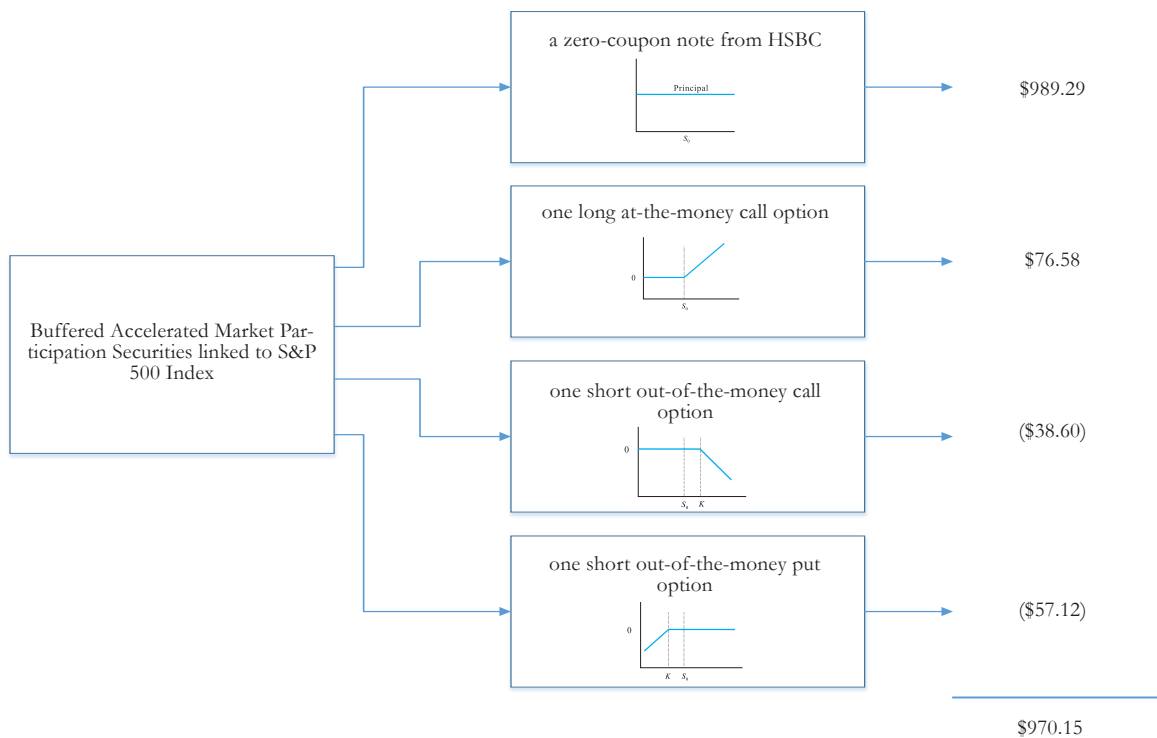 a zero-coupon note from HSBC
Principal
S₀
$989.29
one long at-the-money call option
0
S₀
$76.58
Buffered Accelerated Market Par-
ticipation Securities linked to S&P
500 Index
one short out-of-the-money call
option
0
S₀ K
($38.60)
one short out-of-the-money put
option
0
K S₀
($57.12)
$970.15